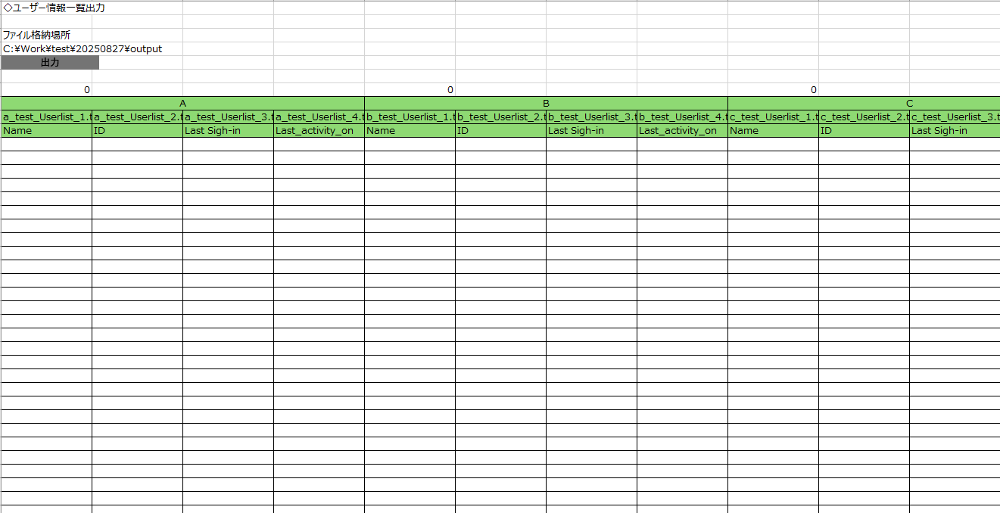 ◇ユーザー情報一覧出力
ファイル格納場所
C:¥Work¥test¥20250827¥output
出力
0 0 0
A B C
a_test_Userlist_1.t a_test_Userlist_2.t a_test_Userlist_3.t a_test_Userlist_4.t b_test_Userlist_1.t b_test_Userlist_2.t b_test_Userlist_3.t b_test_Userlist_4.t c_test_Userlist_1.t c_test_Userlist_2.t c_test_Userlist_3.t
Name ID Last Sigh-in Last_activity_on Name ID Last Sigh-in Last_activity_on Name ID Last Sigh-in